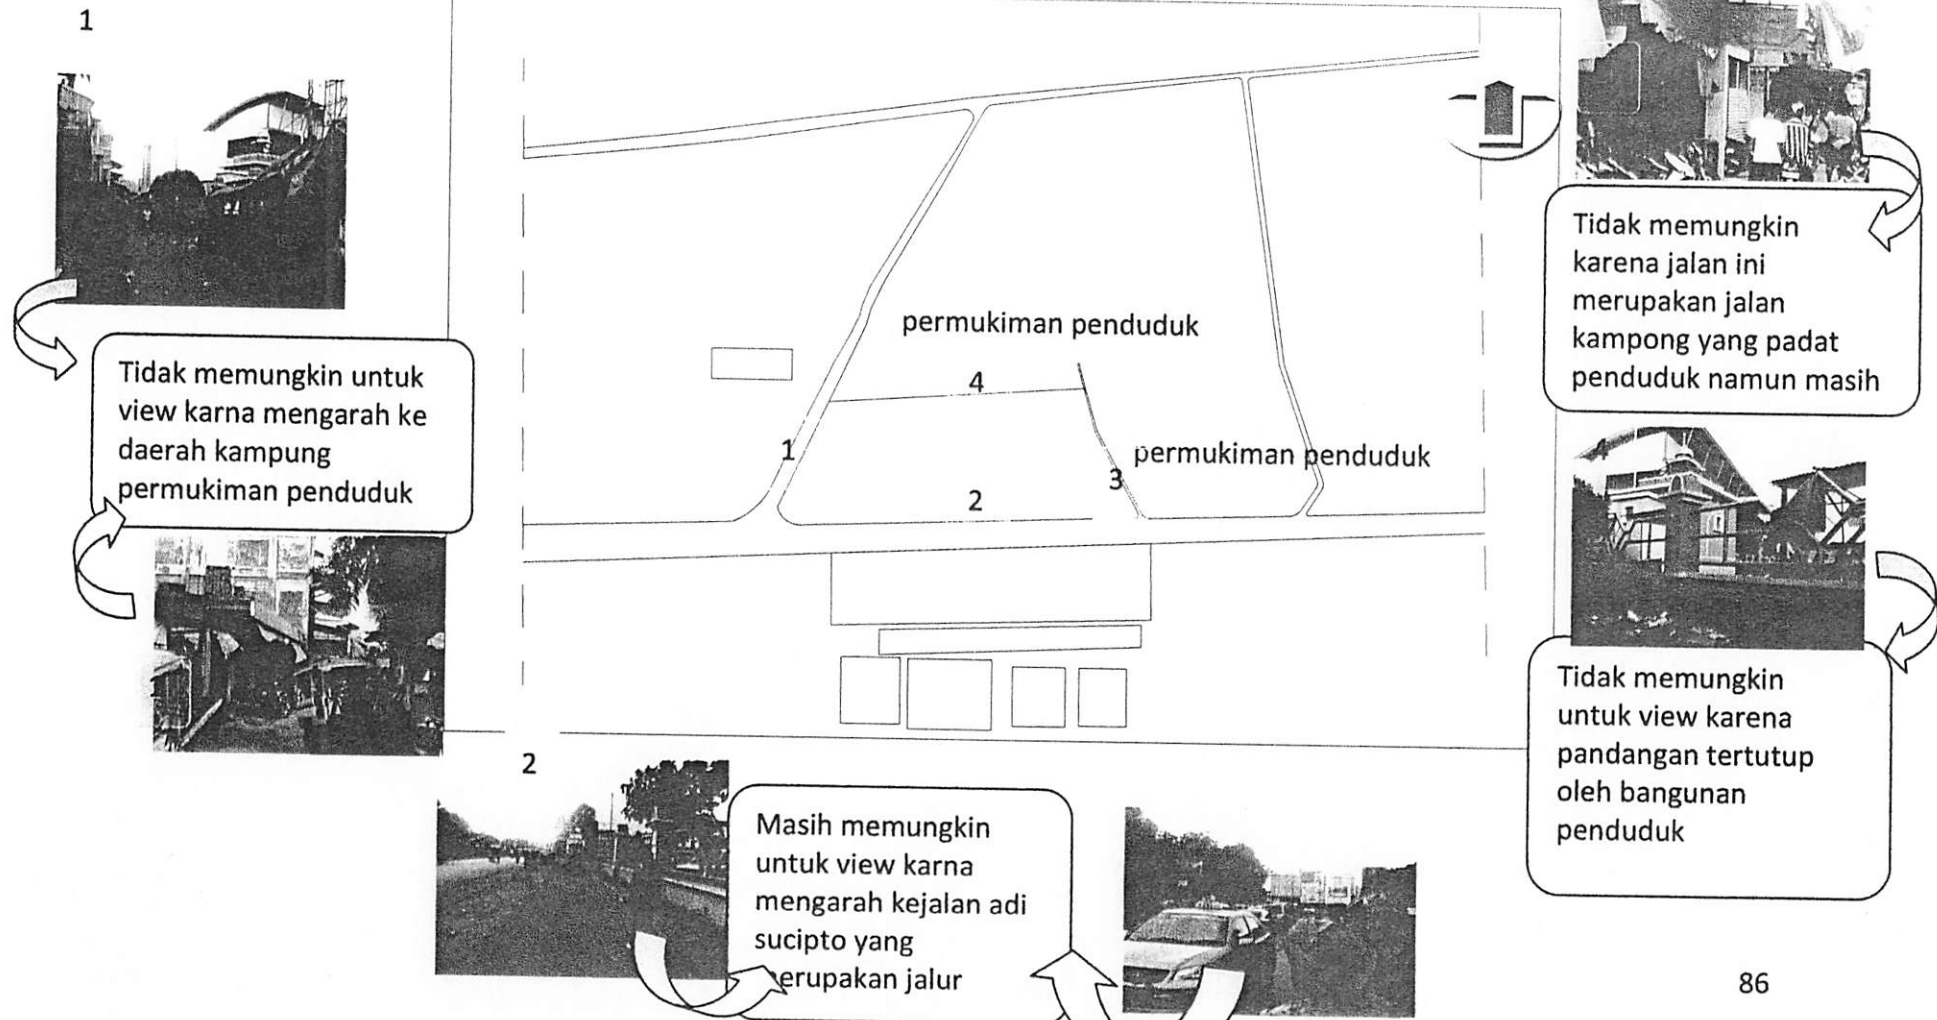 1
Tidak memungkin untuk
view karna mengarah ke
daerah kampung
permukiman penduduk
permukiman penduduk
4
1
permukiman penduduk
3
2
Tidak memungkin
karena jalan ini
merupakan jalan
kampong yang padat
penduduk namun masih
4
Tidak memungkin
untuk view karena
pandangan tertutup
oleh bangunan
penduduk
2
Masih memungkin
untuk view karna
mengarah kejalan adi
sucipto yang
erupakan jalur
86